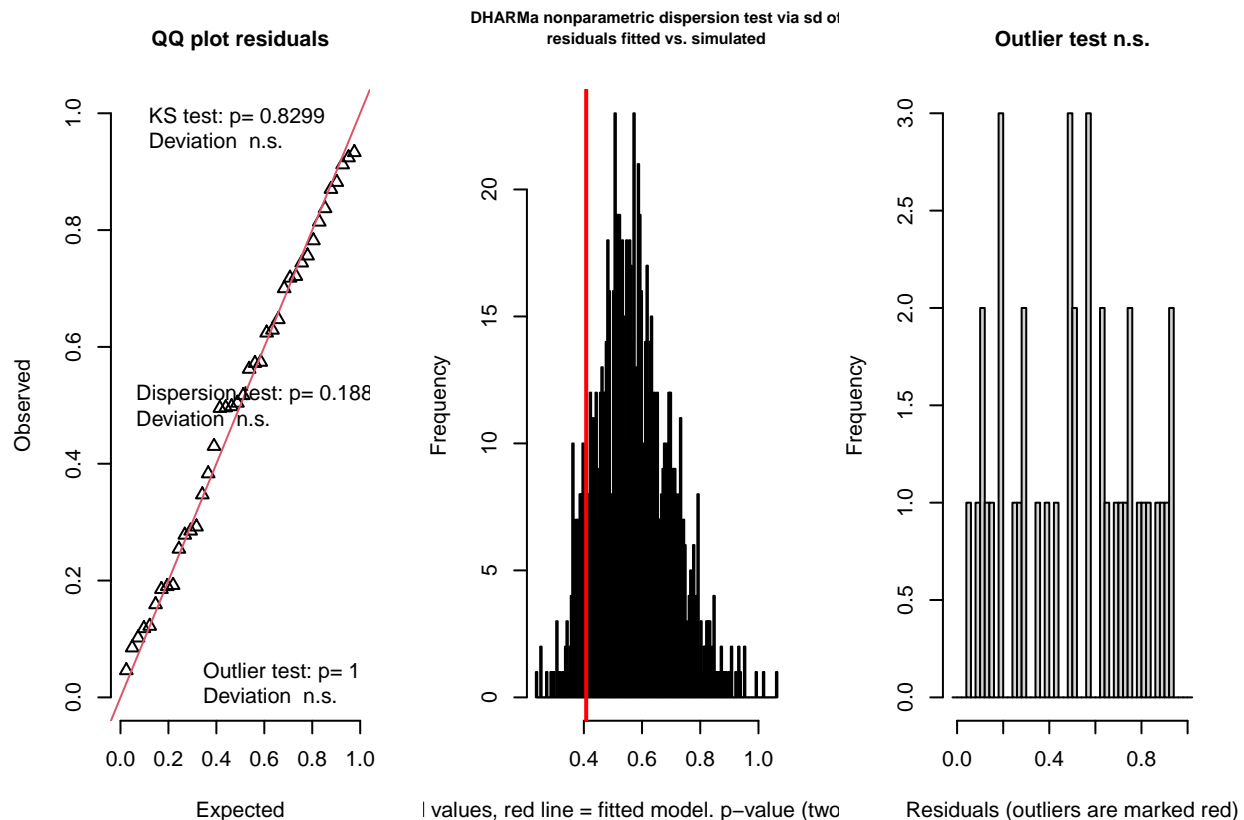 QQ plot residuals
Observed
1.0
0.8
0.6
0.4
0.2
0.0
KS test: p= 0.8299
Deviation  n.s.
Dispersion test: p= 0.188
Deviation  n.s.
Outlier test: p= 1
Deviation  n.s.
0.0 0.2 0.4 0.6 0.8 1.0
Expected
DHARMa nonparametric dispersion test via sd of
residuals fitted vs. simulated
Frequency
20
15
10
5
0
0.4 0.6 0.8 1.0
l values, red line = fitted model. p−value (two
Outlier test n.s.
Frequency
3.0
2.5
2.0
1.5
1.0
0.5
0.0
0.0 0.4 0.8
Residuals (outliers are marked red)